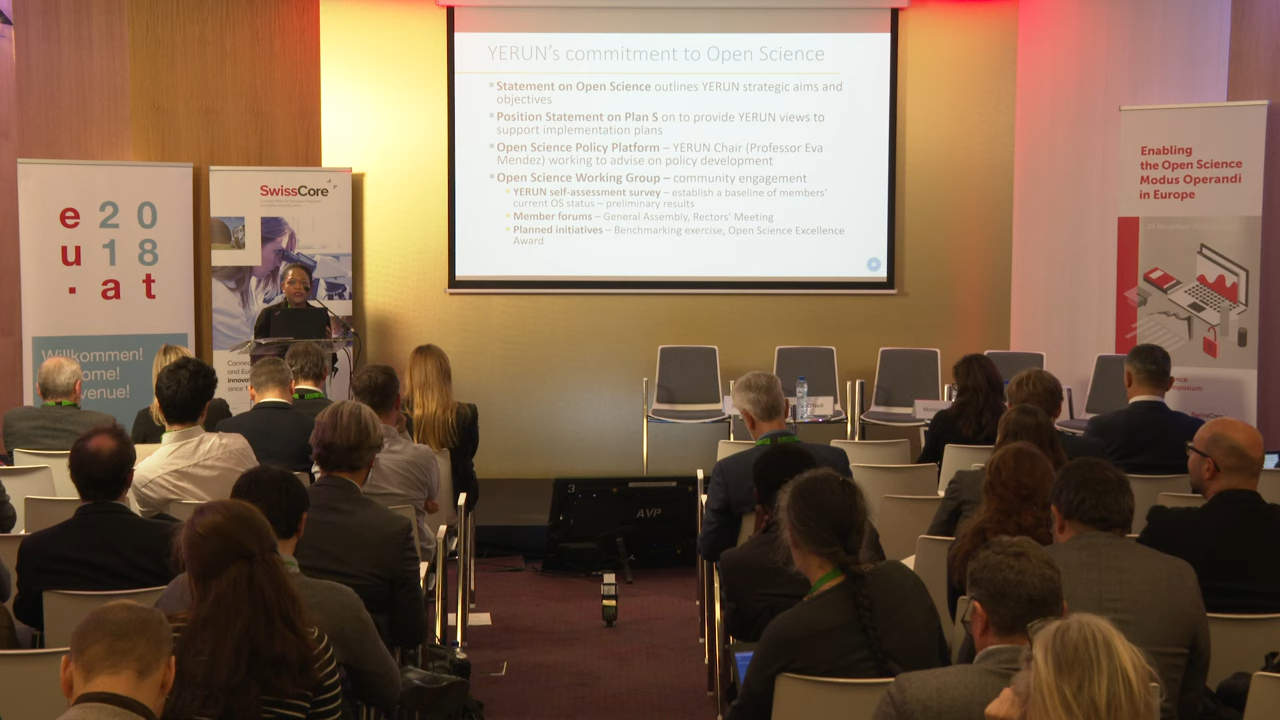 YERUN's commitment to Open Science
Statement on Open Science outlines YERUN strategic aims and
objectives
Position Statement on Plan S on to provide YERUN views to
support implementation plans
Open Science Policy Platform – YERUN Chair (Professor Eva
Mendez) working to advise on policy development
Open Science Working Group – community engagement
YERUN self-assessment survey – establish a baseline of members'
current OS status – preliminary results
Member forums – General Assembly, Rectors' Meeting
Planned initiatives – Benchmarking exercise, Open Science Excellence
Award
e 2 0
u 1 8
. a t
Willkommen!
SwissCore
since
Enabling
the Open Science
Modus Operandi
in Europe
SwissCore
3
AVP